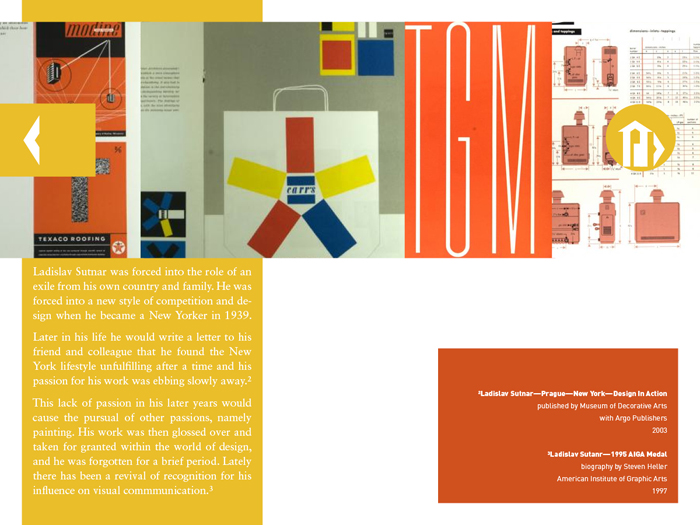 moding
TEXACO ROOFING
carr's
TGM
dimensions: reliefs, tappings
Ladislav Sutnar was forced into the role of an
exile from his own country and family. He was
forced into a new style of competition and de-
sign when he became a New Yorker in 1939.
Later in his life he would write a letter to his
friend and colleague that he found the New
York lifestyle unfulfilling after a time and his
passion for his work was ebbing slowly away.²
This lack of passion in his later years would
cause the pursual of other passions, namely
painting. His work was then glossed over and
taken for granted within the world of design,
and he was forgotten for a brief period. Lately
there has been a revival of recognition for his
influence on visual commmunication.³
²Ladislav Sutnar—Prague—New York—Design In Action
published by Museum of Decorative Arts
with Argo Publishers
2003
³Ladislav Sutanr—1995 AIGA Medal
biography by Steven Heller
American Institute of Graphic Arts
1997